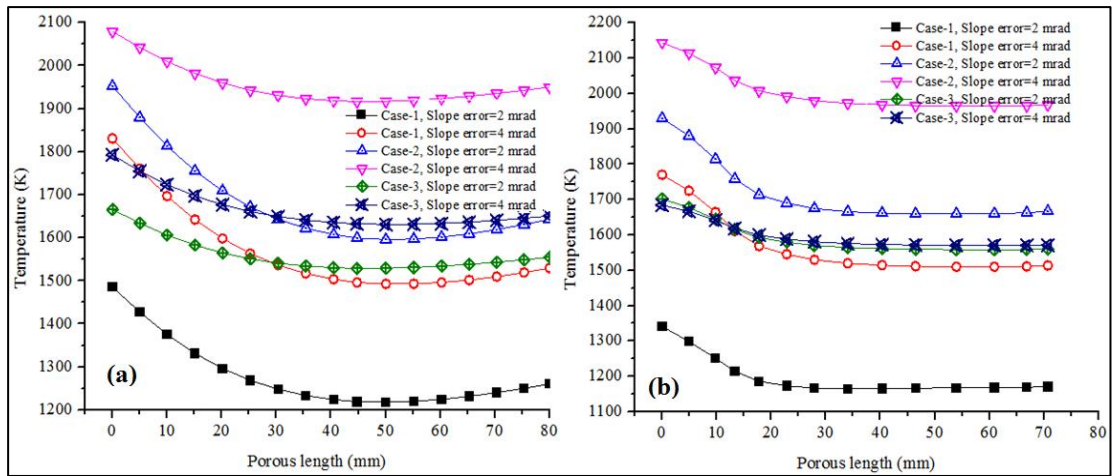 2100
2000
1900
1800
1700
1600
1500
1400
1300
1200
Temperature (K)
Case-1, Slope error=2 mrad
Case-1, Slope error=4 mrad
Case-2, Slope error=2 mrad
Case-2, Slope error=4 mrad
Case-3, Slope error=2 mrad
Case-3, Slope error=4 mrad
(a)
0 10 20 30 40 50 60 70 80
Porous length (mm)
2200
2100
2000
1900
1800
1700
1600
1500
1400
1300
1200
1100
Temperature (K)
Case-1, Slope error=2 mrad
Case-1, Slope error=4 mrad
Case-2, Slope error=2 mrad
Case-2, Slope error=4 mrad
Case-3, Slope error=2 mrad
Case-3, Slope error=4 mrad
(b)
0 10 20 30 40 50 60 70 80
Porous length (mm)